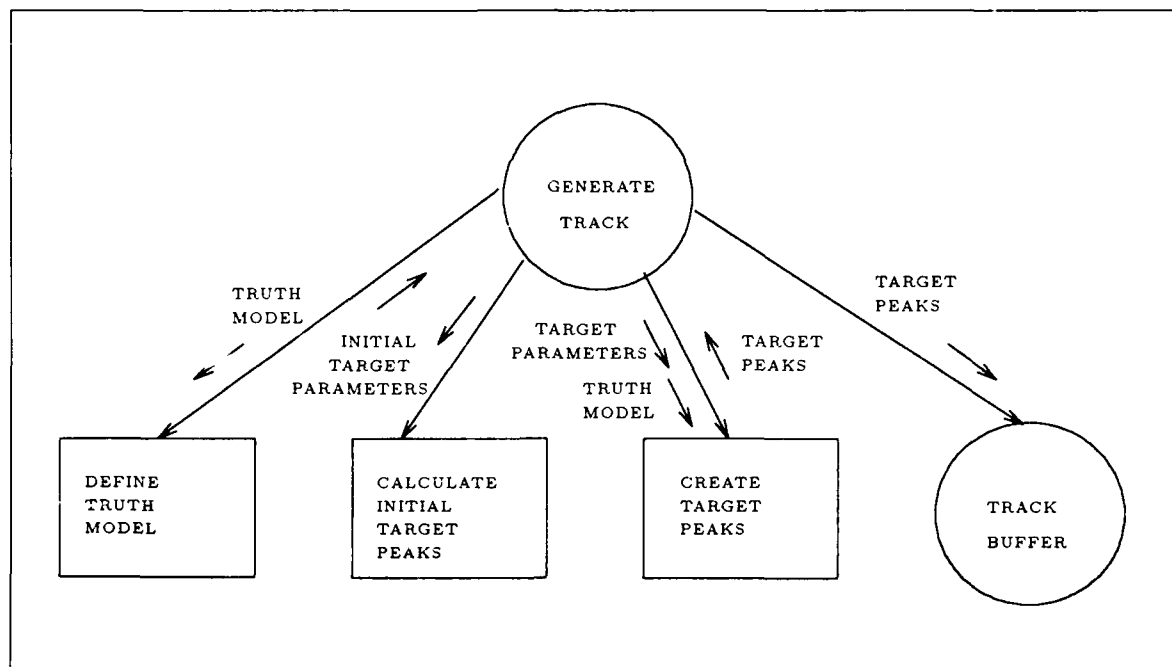 GENERATE
TRACK
TRUTH
MODEL
INITIAL
TARGET
PARAMETERS
TARGET
PARAMETERS
TRUTH
MODEL
TARGET
PEAKS
TARGET
PEAKS
DEFINE
TRUTH
MODEL
CALCULATE
INITIAL
TARGET
PEAKS
CREATE
TARGET
PEAKS
TRACK
BUFFER